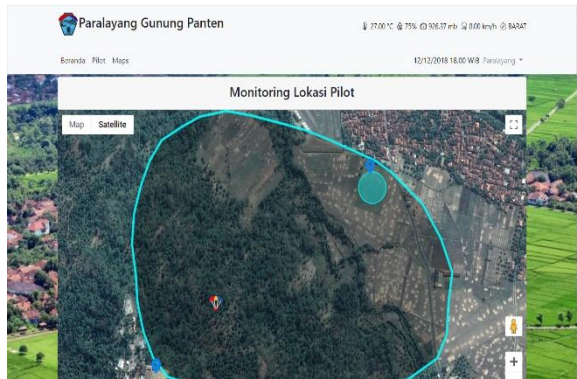 Paralayang Gunung Panten
27.00 °C 75% 926.37 mb 0.00 km/h BARAT
Beranda Pilot Maps
12/12/2018 18.00 WIB Paralayang
Monitoring Lokasi Pilot
Map Satellite